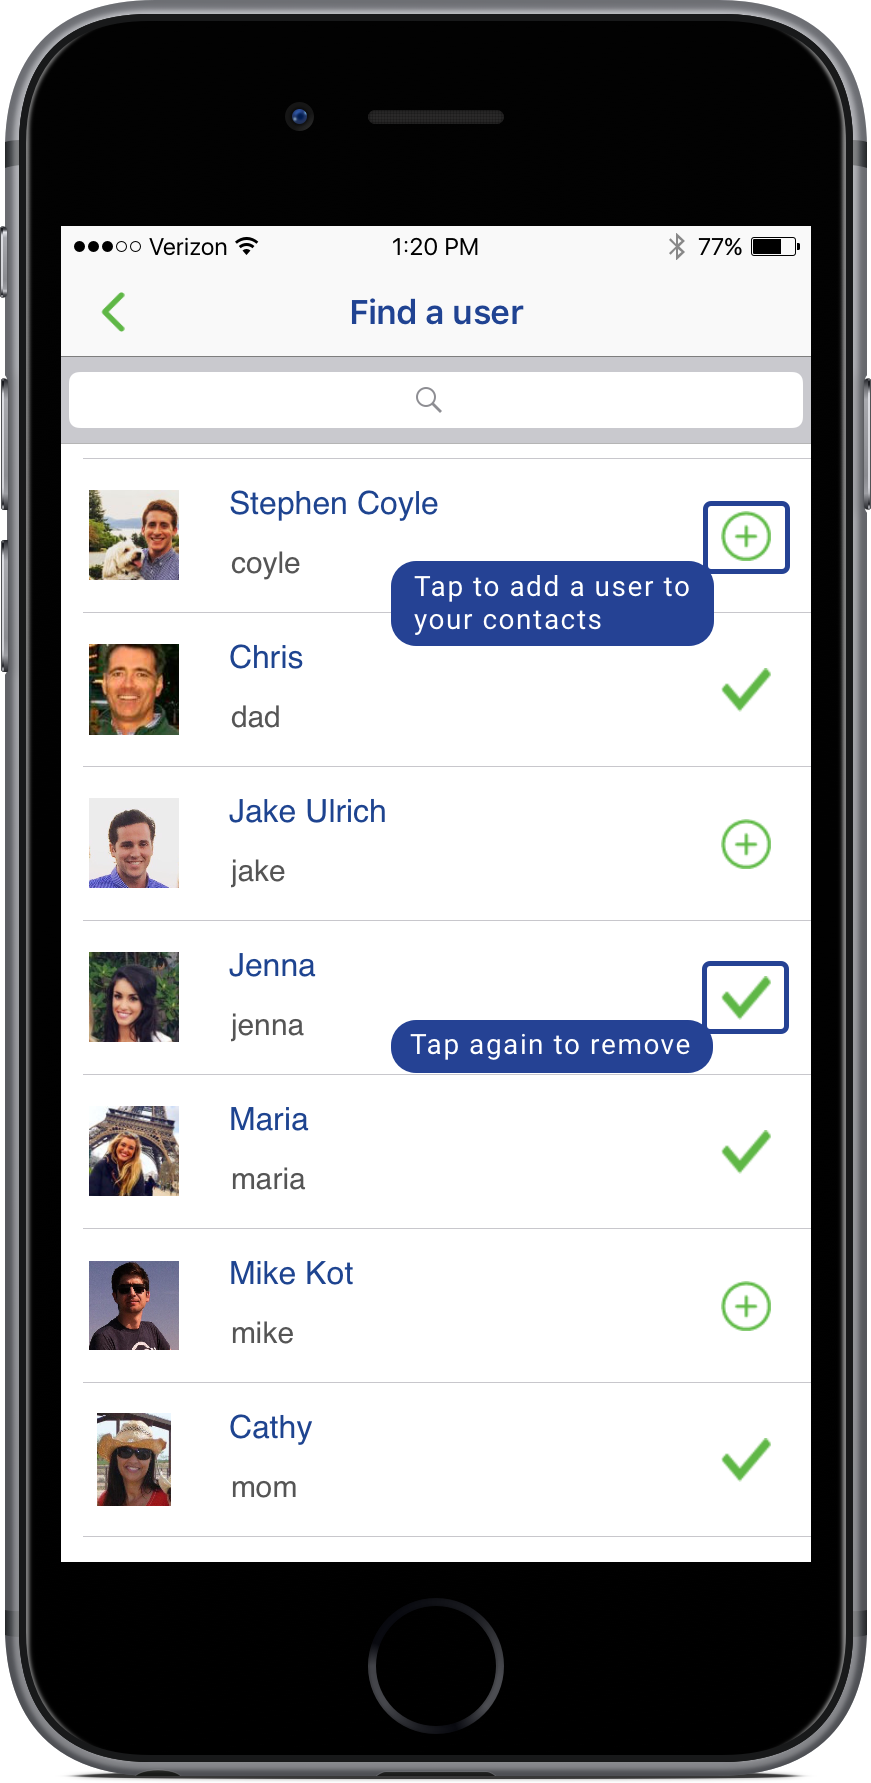 Verizon 1:20 PM 77%
Find a user
Stephen Coyle
coyle
Tap to add a user to
your contacts
Chris
dad
Jake Ulrich
jake
Jenna
jenna
Tap again to remove
Maria
maria
Mike Kot
mike
Cathy
mom